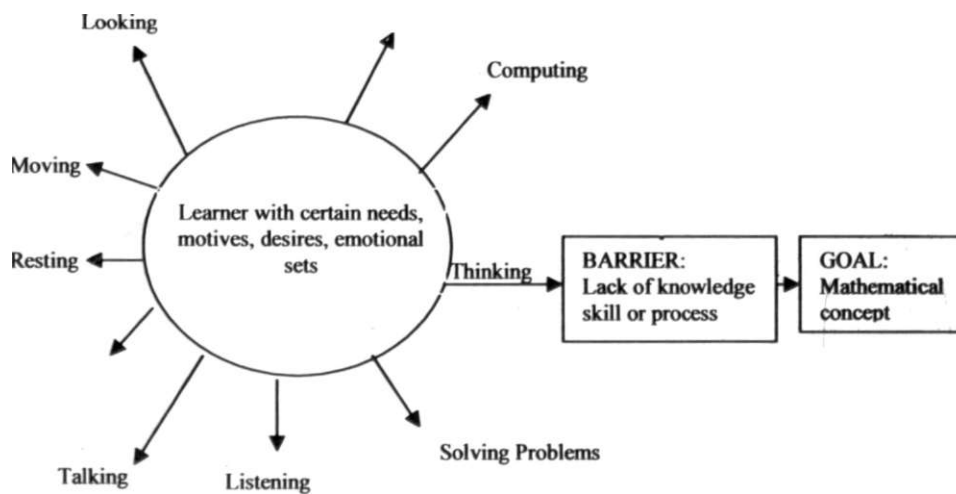 Looking
Computing
Moving
Learner with certain needs,
motives, desires, emotional
sets
Resting
Thinking
BARRIER:
Lack of knowledge
skill or process
GOAL:
Mathematical
concept
Solving Problems
Talking
Listening